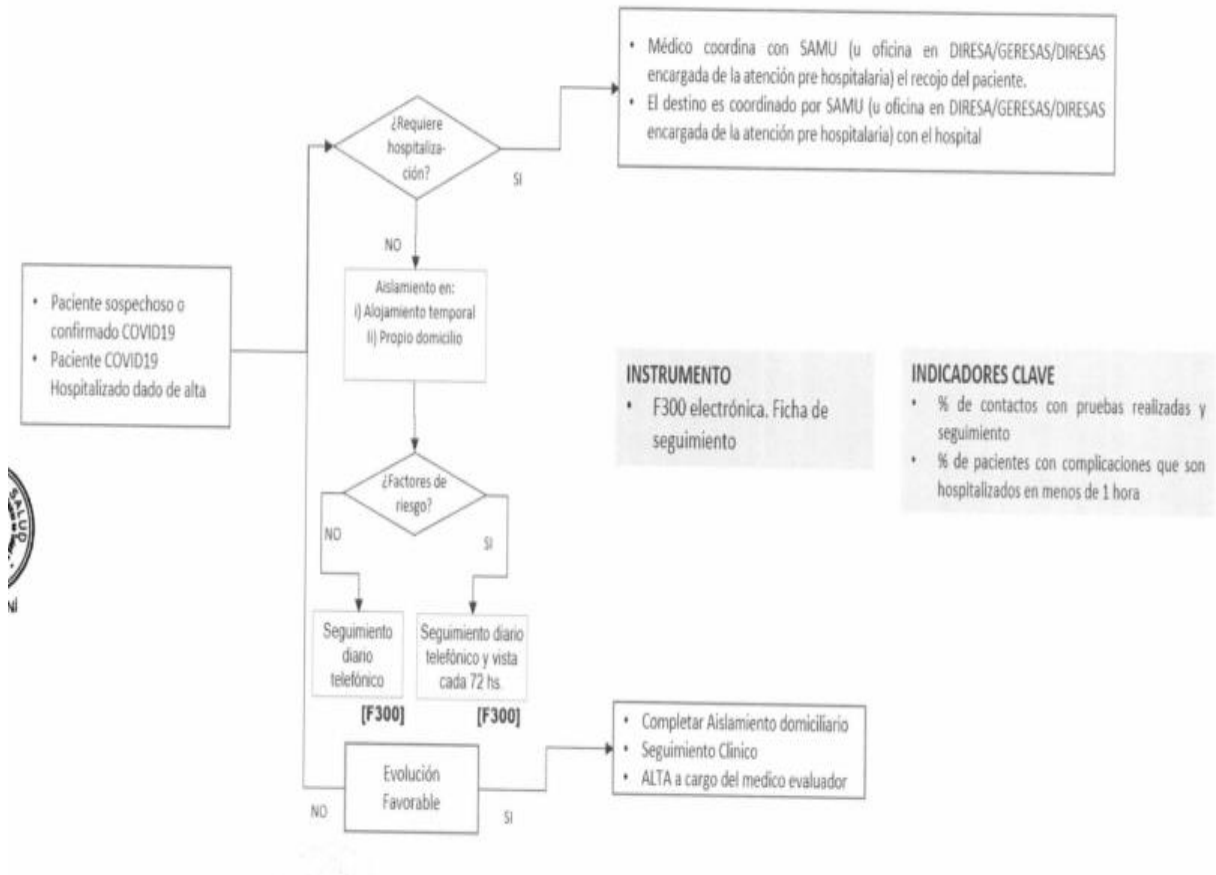 • Médico coordina con SAMU (u oficina en DIRESA/GERESAS/DIRESAS
encargada de la atención pre hospitalaria) el recojo del paciente.
• El destino es coordinado por SAMU (u oficina en DIRESA/GERESAS/DIRESAS
encargada de la atención pre hospitalaria) con el hospital
¿Requiere
hospitaliza-
ción?
SI
NO
• Paciente sospechoso o
confirmado COVID19
• Paciente COVID19
Hospitalizado dado de alta
Aislamiento en:
i) Alojamiento temporal
Ii) Propio domicilio
INSTRUMENTO
• F300 electrónica. Ficha de
seguimiento
INDICADORES CLAVE
• % de contactos con pruebas realizadas y
seguimiento
• % de pacientes con complicaciones que son
hospitalizados en menos de 1 hora
¿Factores de
riesgo?
NO
SI
SALUD
Seguimiento
diario
telefónico
[F300]
Seguimiento diario
telefónico y vista
cada 72 hs
[F300]
Evolución
Favorable
NO
SI
• Completar Aislamiento domiciliario
• Seguimiento Clinico
• ALTA a cargo del medico evaluador